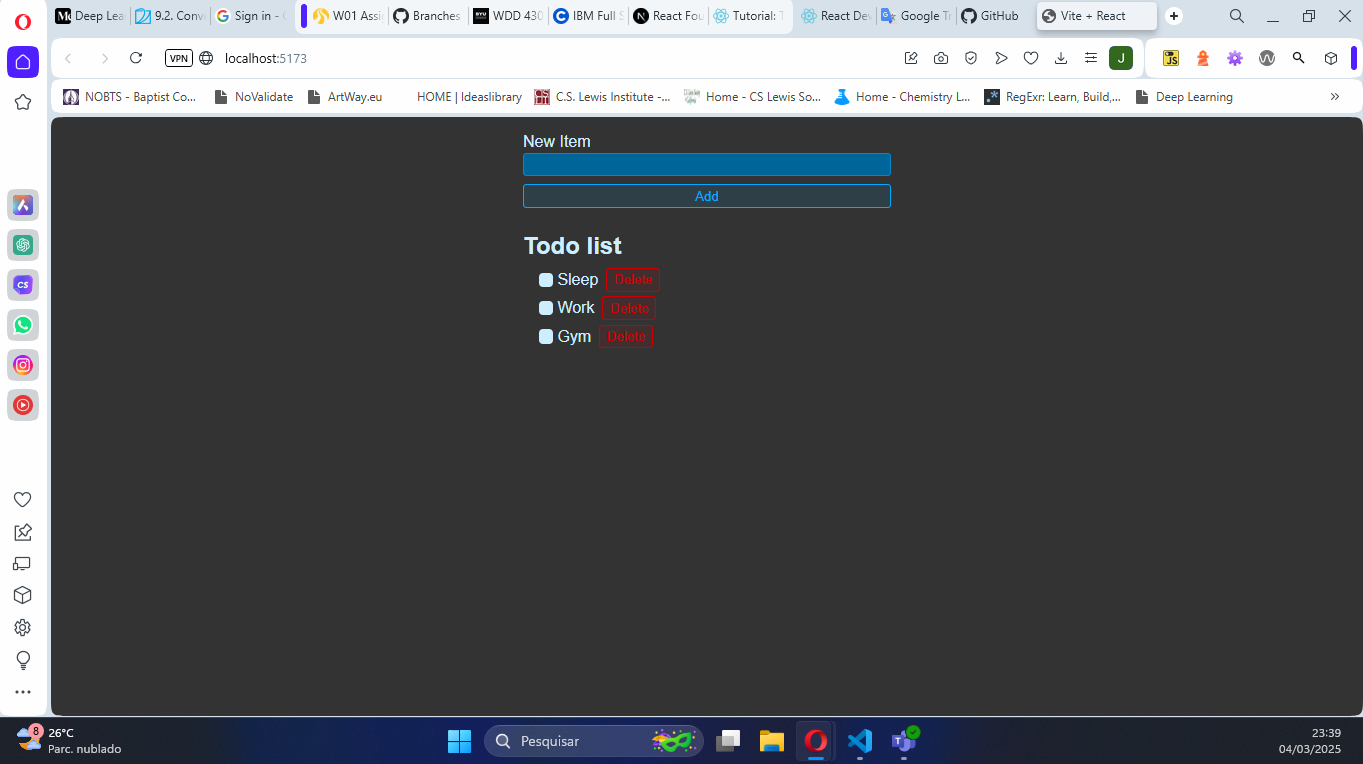 Deep Lea
9.2. Conv
Sign in - G
W01 Assi
Branches
WDD 430
IBM Full S
React Fou
Tutorial: T
React Dev
Google Tr
GitHub
Vite + React
VPN
localhost:5173
J
JS
NOBTS - Baptist Co...
NoValidate
ArtWay.eu
HOME | Ideaslibrary
C.S. Lewis Institute -...
Home - CS Lewis So...
Home - Chemistry L...
RegExr: Learn, Build,...
Deep Learning
New Item
Add
Todo list
Sleep Delete
Work Delete
Gym Delete
CS
8
26°C
Parc. nublado
Pesquisar
23:39
04/03/2025